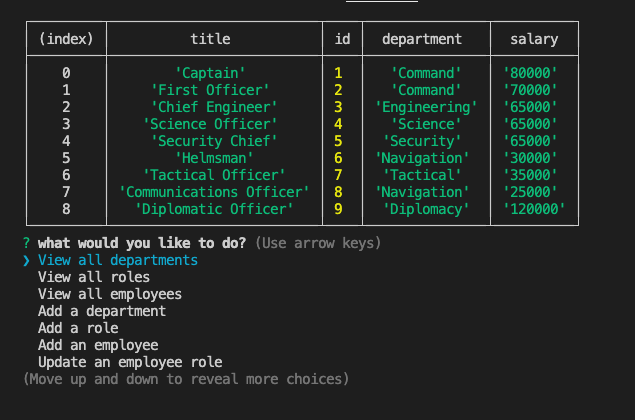 (index) title id department salary
0 'Captain' 1 'Command' '80000'
1 'First Officer' 2 'Command' '70000'
2 'Chief Engineer' 3 'Engineering' '65000'
3 'Science Officer' 4 'Science' '65000'
4 'Security Chief' 5 'Security' '65000'
5 'Helmsman' 6 'Navigation' '30000'
6 'Tactical Officer' 7 'Tactical' '35000'
7 'Communications Officer' 8 'Navigation' '25000'
8 'Diplomatic Officer' 9 'Diplomacy' '120000'
? what would you like to do? (Use arrow keys)
❯ View all departments
View all roles
View all employees
Add a department
Add a role
Add an employee
Update an employee role
(Move up and down to reveal more choices)